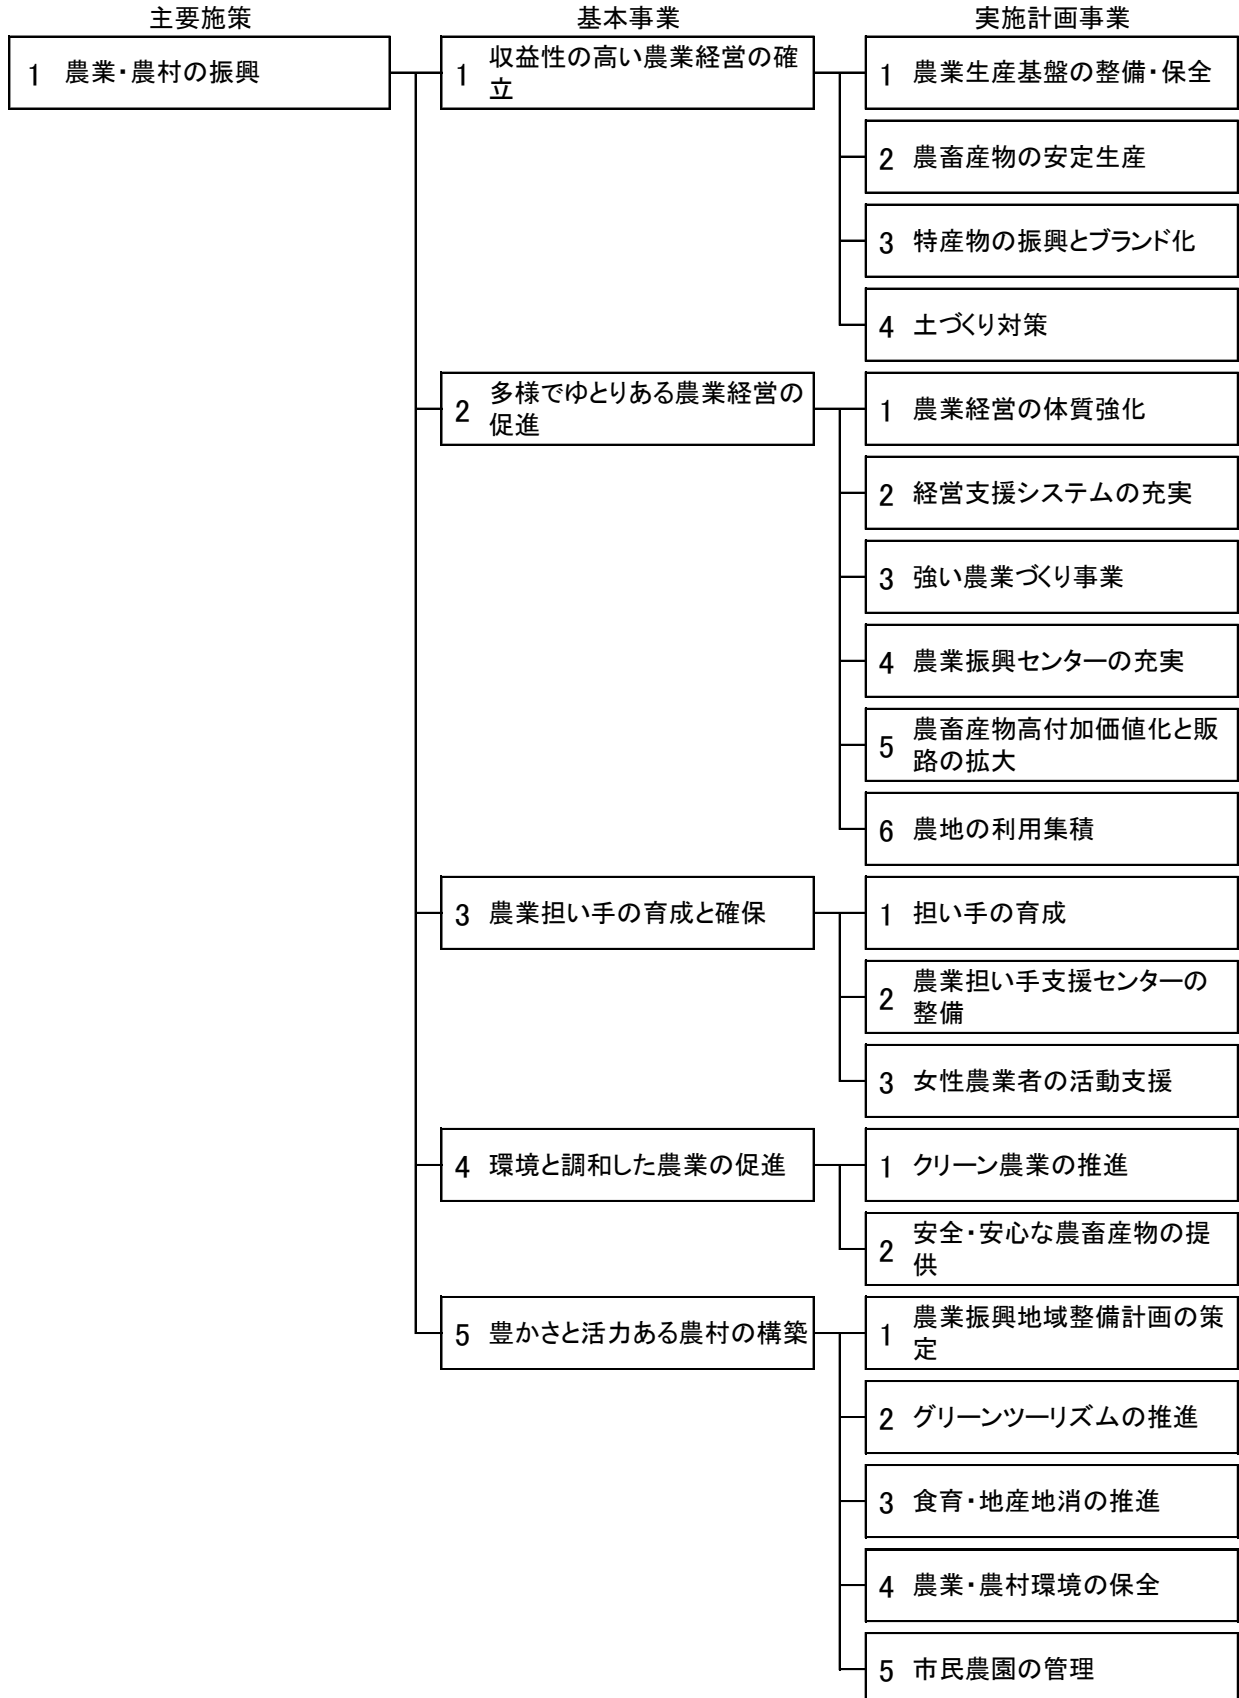 主要施策 基本事業 実施計画事業
1 農業・農村の振興
1 収益性の高い農業経営の確
立
1 農業生産基盤の整備・保全
2 農畜産物の安定生産
3 特産物の振興とブランド化
4 土づくり対策
2 多様でゆとりある農業経営の
促進
1 農業経営の体質強化
2 経営支援システムの充実
3 強い農業づくり事業
4 農業振興センターの充実
5 農畜産物高付加価値化と販
路の拡大
6 農地の利用集積
3 農業担い手の育成と確保
1 担い手の育成
2 農業担い手支援センターの
整備
3 女性農業者の活動支援
4 環境と調和した農業の促進
1 クリーン農業の推進
2 安全・安心な農畜産物の提
供
5 豊かさと活力ある農村の構築
1 農業振興地域整備計画の策
定
2 グリーンツーリズムの推進
3 食育・地産地消の推進
4 農業・農村環境の保全
5 市民農園の管理